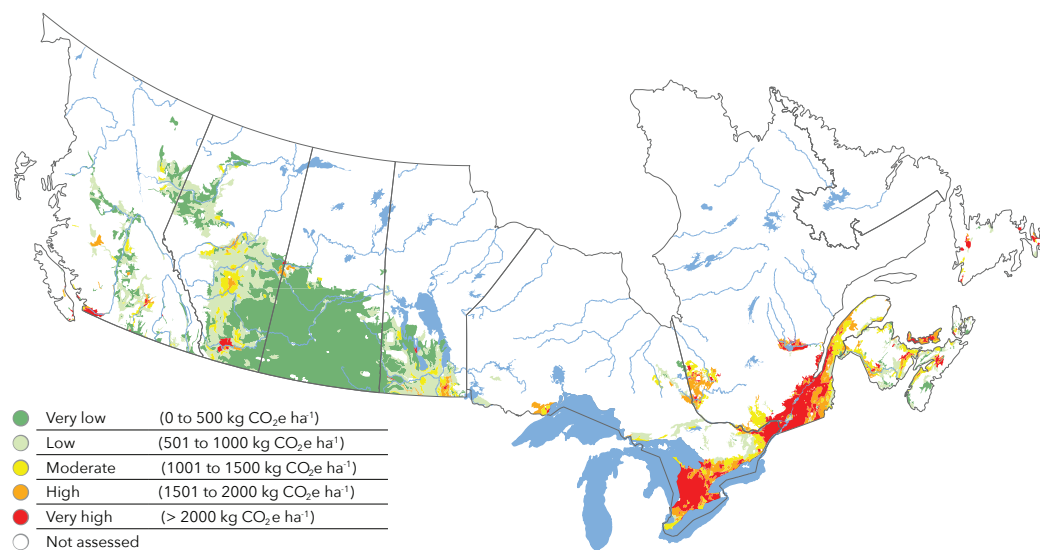 Very low (0 to 500 kg CO₂e ha⁻¹)
Low (501 to 1000 kg CO₂e ha⁻¹)
Moderate (1001 to 1500 kg CO₂e ha⁻¹)
High (1501 to 2000 kg CO₂e ha⁻¹)
Very high (> 2000 kg CO₂e ha⁻¹)
Not assessed